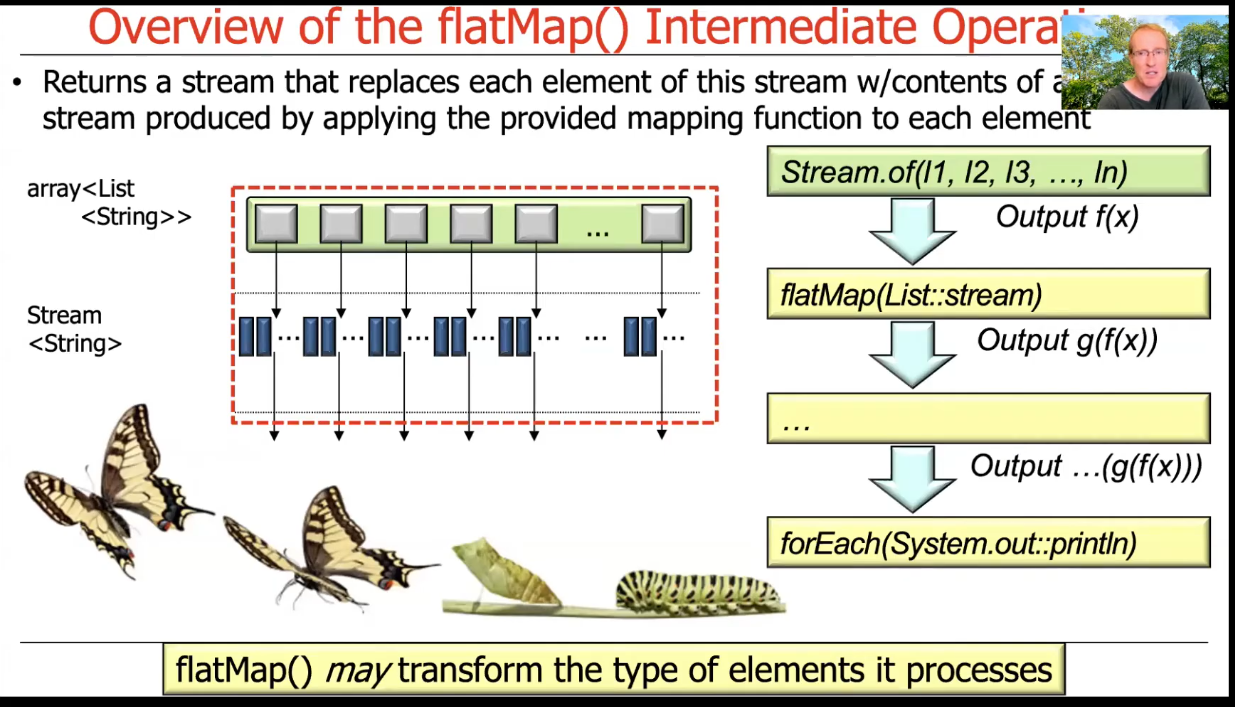 Overview of the flatMap() Intermediate
• Returns a stream that replaces each element of this stream w/contents of
stream produced by applying the provided mapping function to each element
array<List
<String>>
...
Stream
<String>
... ... ... ... ... ... ...
Stream.of(l1, l2, l3, …, ln)
Output f(x)
flatMap(List::stream)
Output g(f(x))
…
Output …(g(f(x)))
forEach(System.out::println)
flatMap() may transform the type of elements it processes